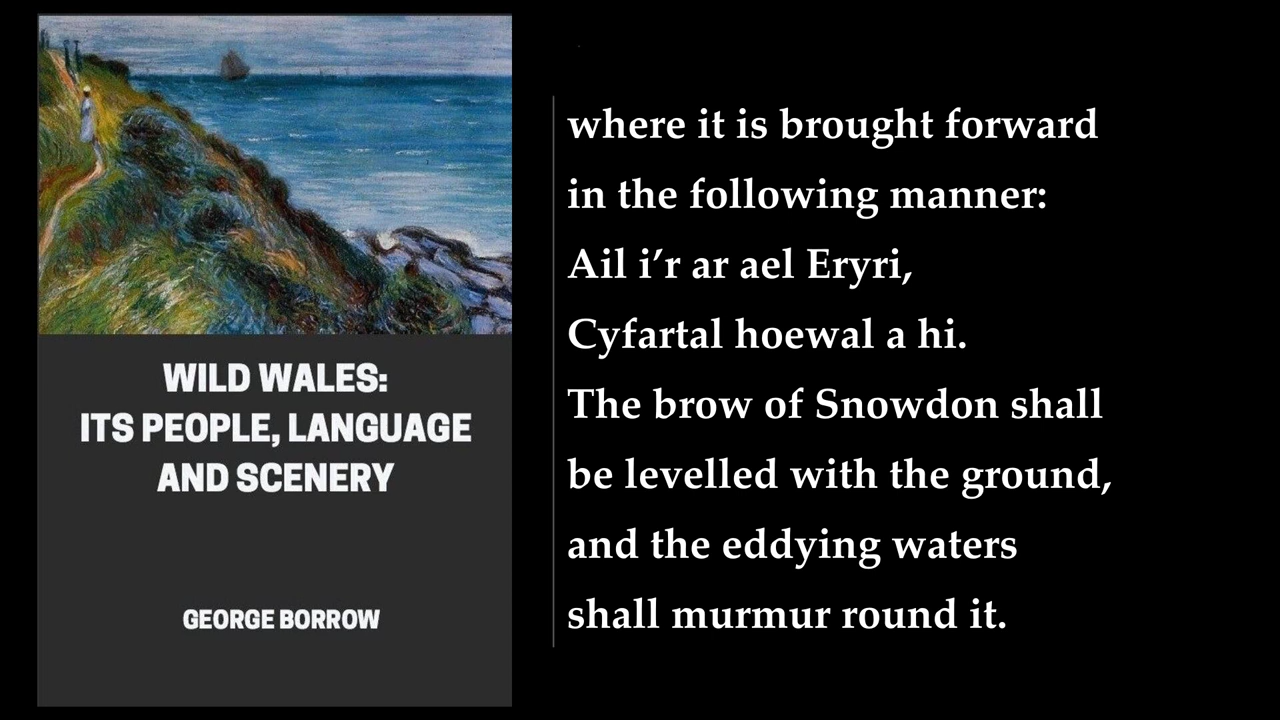 WILD WALES:
ITS PEOPLE, LANGUAGE
AND SCENERY
GEORGE BORROW
where it is brought forward
in the following manner:
Ail i’r ar ael Eryri,
Cyfartal hoewal a hi.
The brow of Snowdon shall
be levelled with the ground,
and the eddying waters
shall murmur round it.